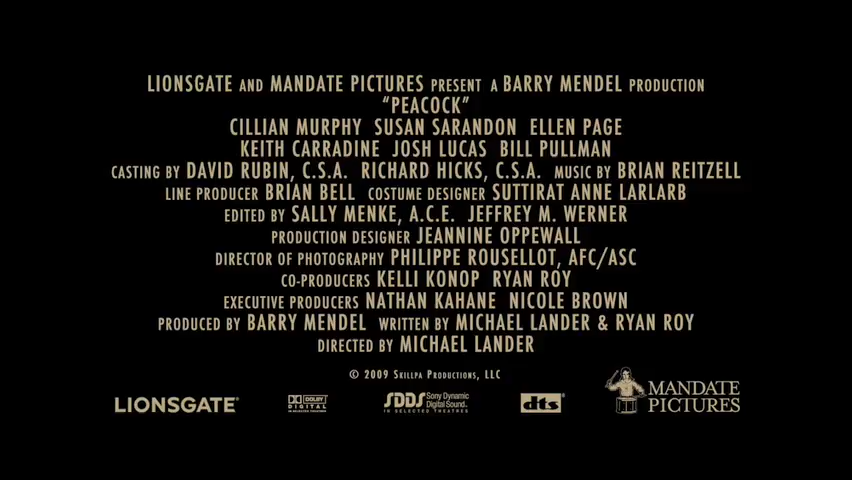 LIONSGATE AND MANDATE PICTURES PRESENT A BARRY MENDEL PRODUCTION
“PEACOCK”
CILLIAN MURPHY SUSAN SARANDON ELLEN PAGE
KEITH CARRADINE JOSH LUCAS BILL PULLMAN
CASTING BY DAVID RUBIN, C.S.A. RICHARD HICKS, C.S.A. MUSIC BY BRIAN REITZELL
LINE PRODUCER BRIAN BELL COSTUME DESIGNER SUTTIRAT ANNE LARLARB
EDITED BY SALLY MENKE, A.C.E. JEFFREY M. WERNER
PRODUCTION DESIGNER JEANNINE OPPEWALL
DIRECTOR OF PHOTOGRAPHY PHILIPPE ROUSELLOT, AFC/ASC
CO-PRODUCERS KELLI KONOP RYAN ROY
EXECUTIVE PRODUCERS NATHAN KAHANE NICOLE BROWN
PRODUCED BY BARRY MENDEL WRITTEN BY MICHAEL LANDER & RYAN ROY
DIRECTED BY MICHAEL LANDER
© 2009 SKILLPA PRODUCTIONS, LLC
LIONSGATE®
DOLBY
DIGITAL
IN SELECTED THEATRES
SDDS Sony Dynamic
Digital Sound™
IN SELECTED THEATRES
dts®
MANDATE
PICTURES